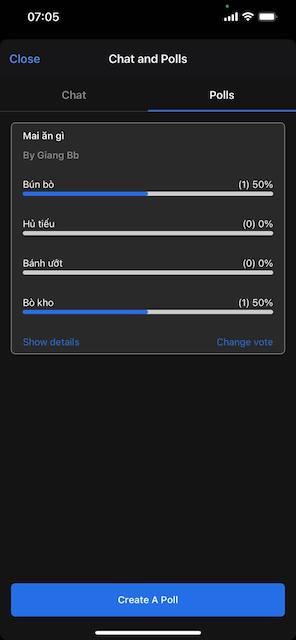 07:05
Close
Chat and Polls
Chat
Polls
Mai ăn gì
By Giang Bb
Bún bò
(1) 50%
Hủ tiếu
(0) 0%
Bánh ướt
(0) 0%
Bò kho
(1) 50%
Show details
Change vote
Create A Poll